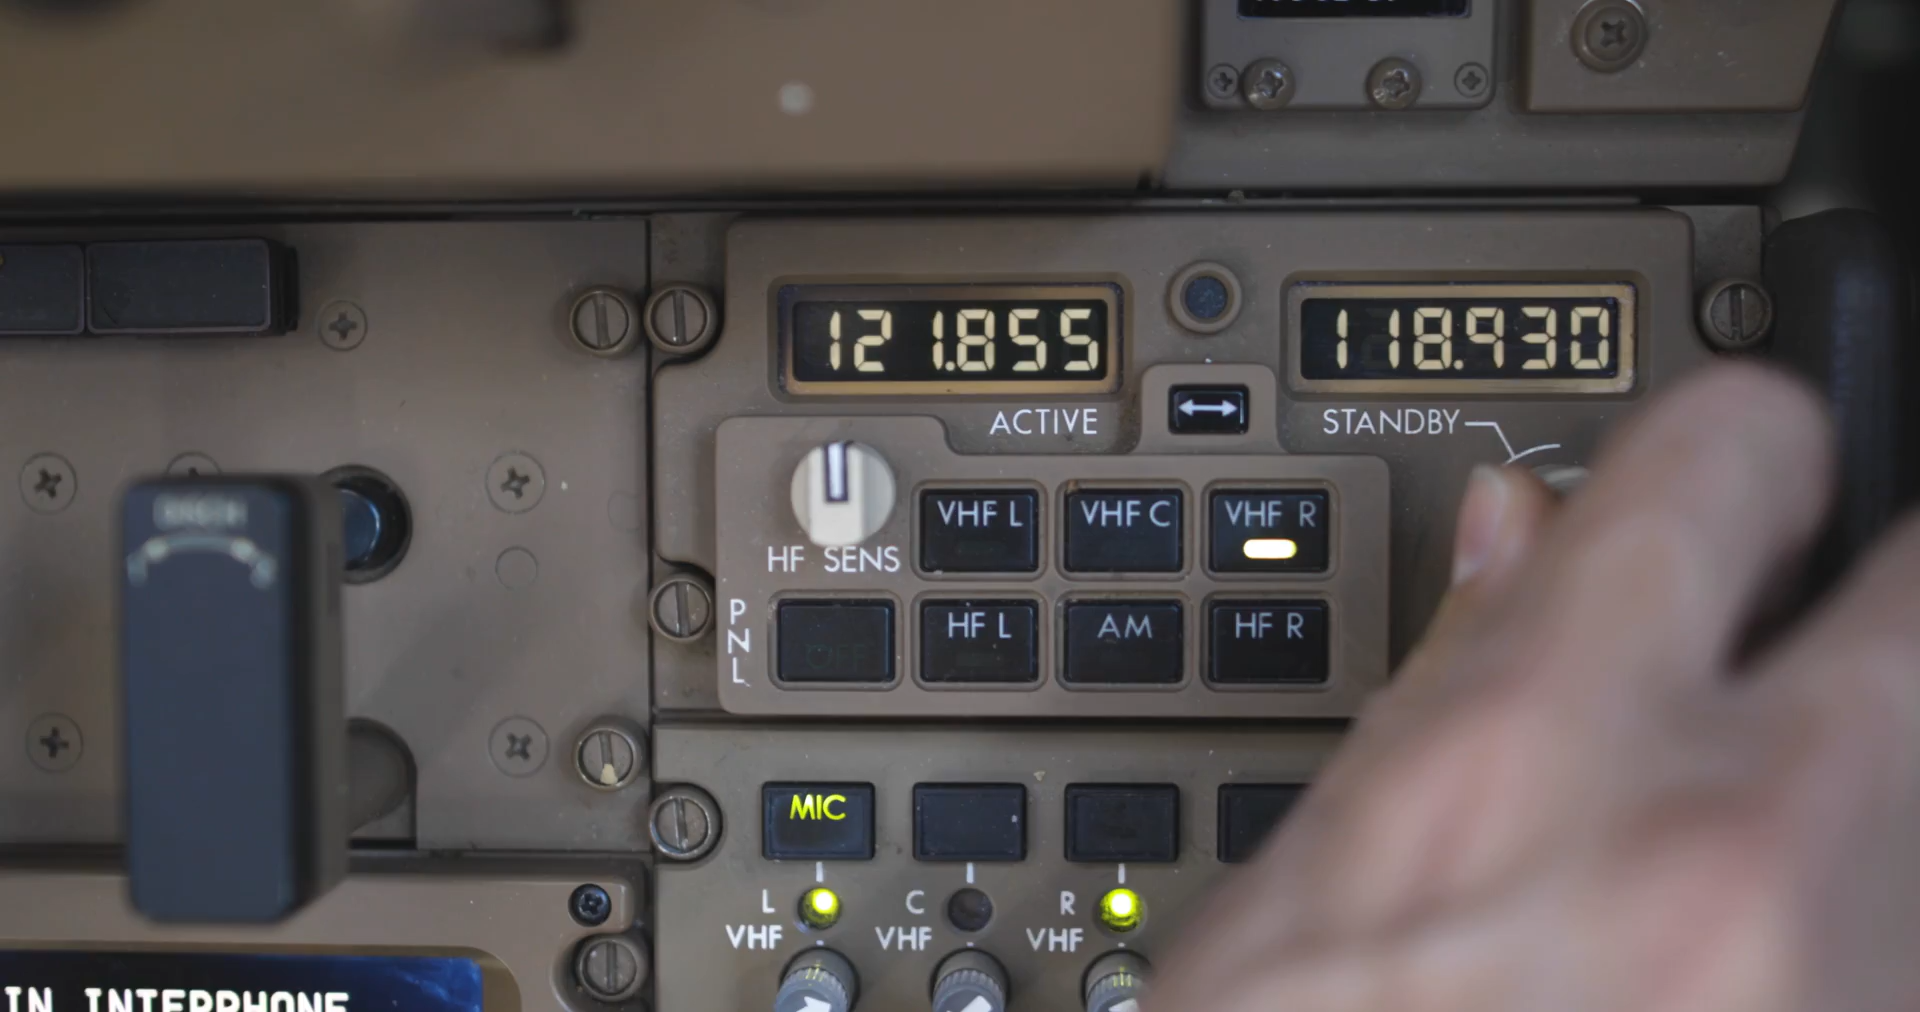 121.855
118.930
ACTIVE
STANDBY
HF SENS
VHF L
VHF C
VHF R
PNL
OFF
HF L
AM
HF R
MIC
L
VHF
C
VHF
R
VHF
IN INTERPHONE